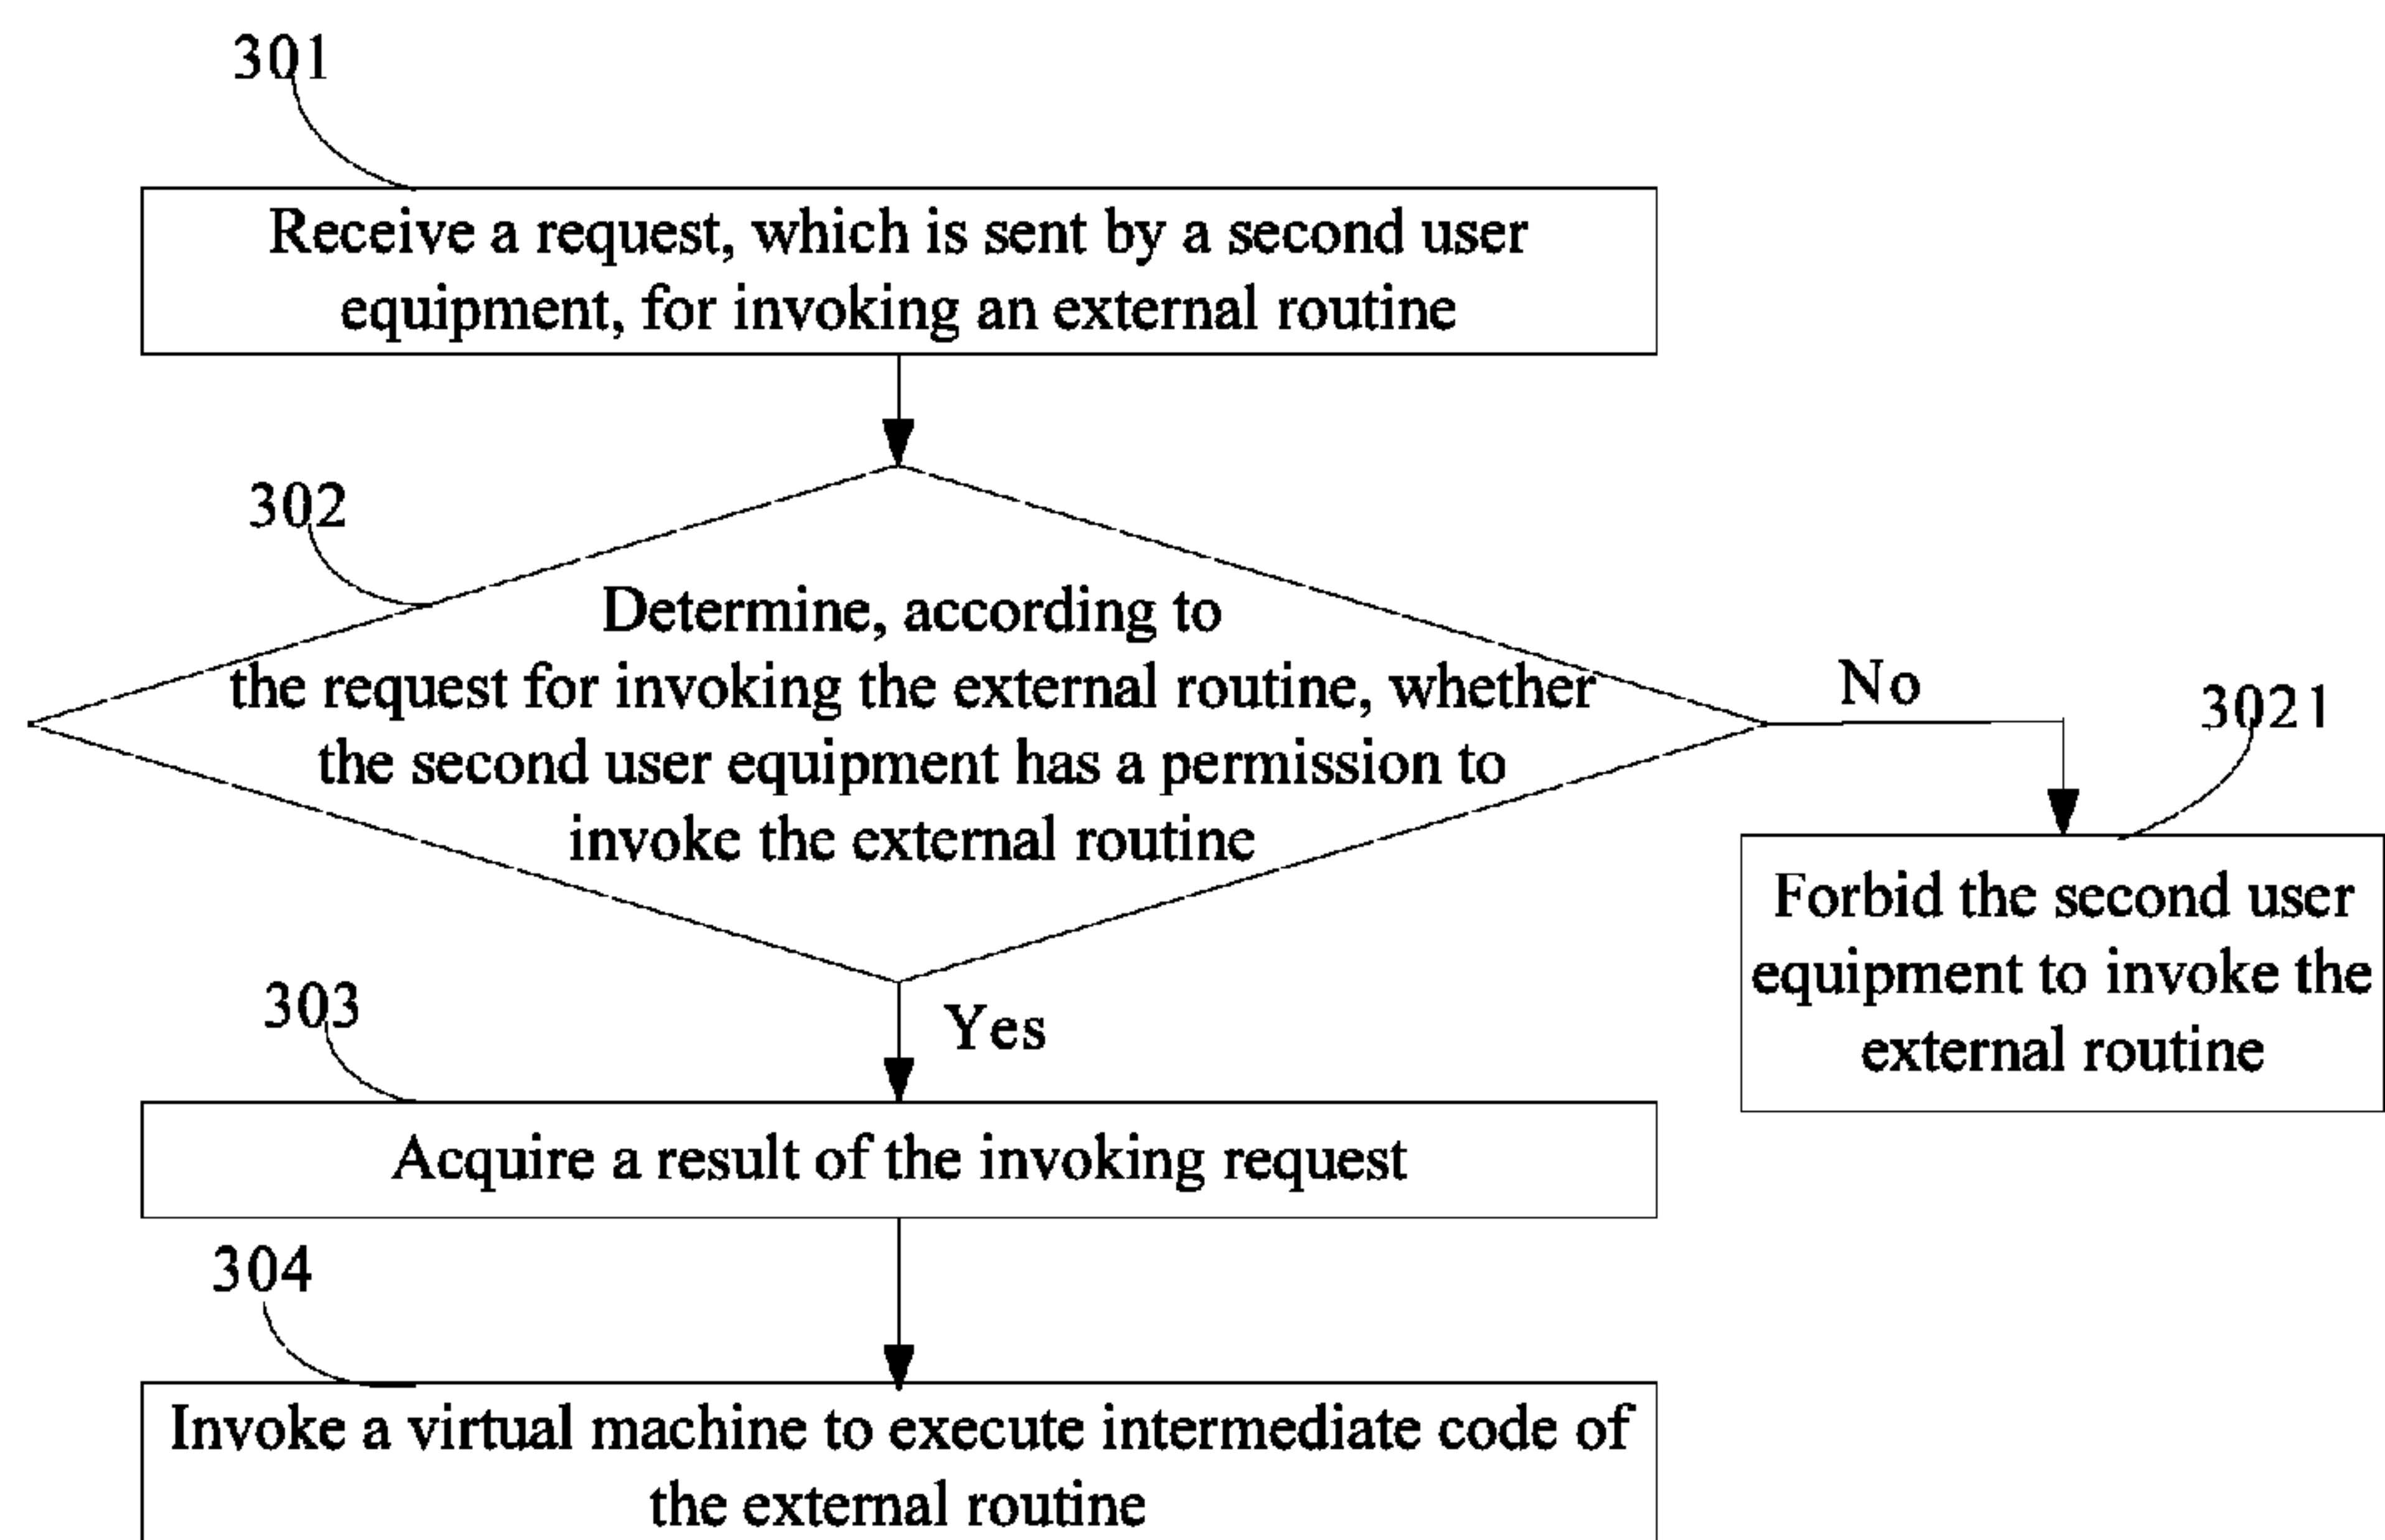 301
Receive a request, which is sent by a second user
equipment, for invoking an external routine
302
Determine, according to
the request for invoking the external routine, whether
the second user equipment has a permission to
invoke the external routine
No
3021
Forbid the second user
equipment to invoke the
external routine
Yes
303
Acquire a result of the invoking request
304
Invoke a virtual machine to execute intermediate code of
the external routine